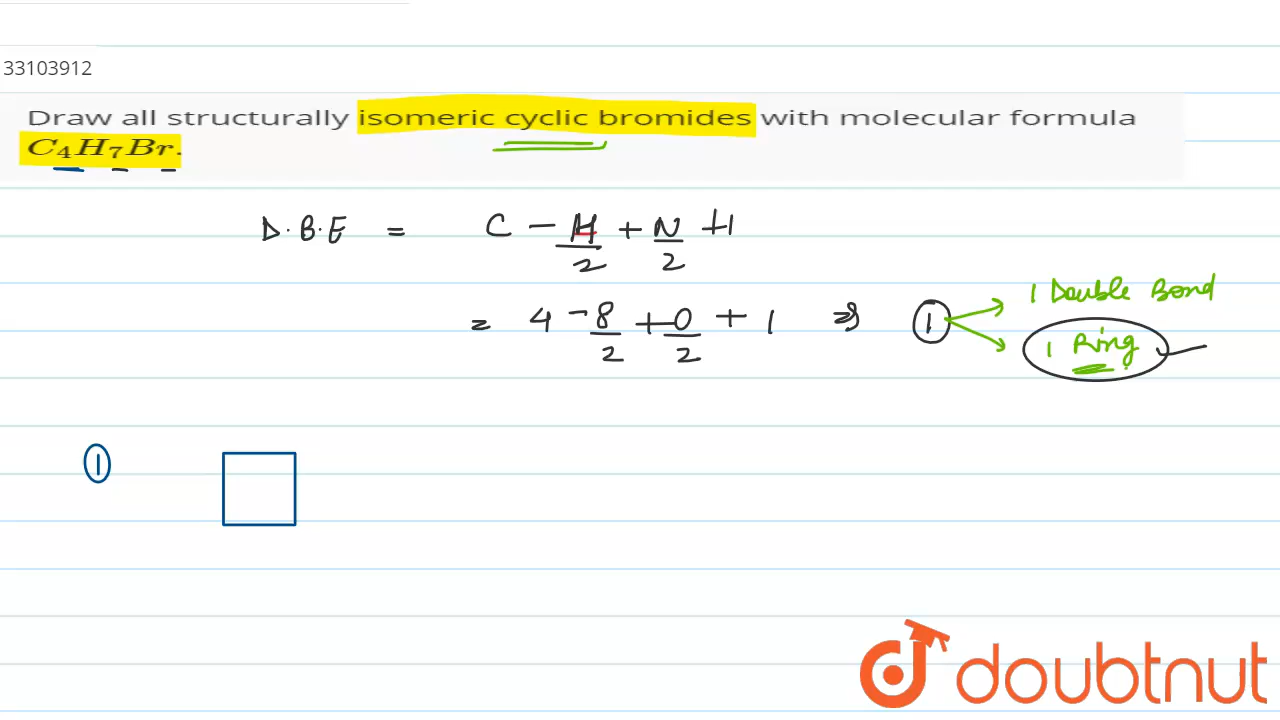 33103912
Draw all structurally isomeric cyclic bromides with molecular formula
C₄H₇Br.
D.B.E = C - H/2 + N/2 + 1
= 4 - 8/2 + 0/2 + 1 ⇒ 1
1 Double Bond
1 Ring
1
doubtnut